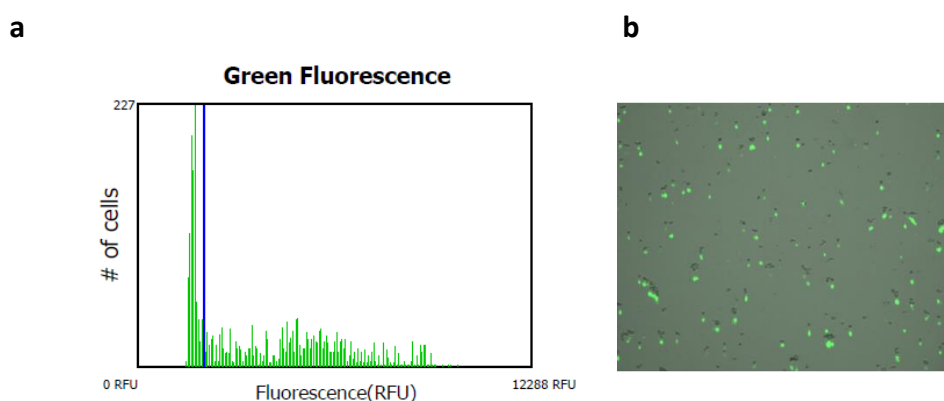 a
b
Green Fluorescence
227
# of cells
0 RFU
12288 RFU
Fluorescence(RFU)